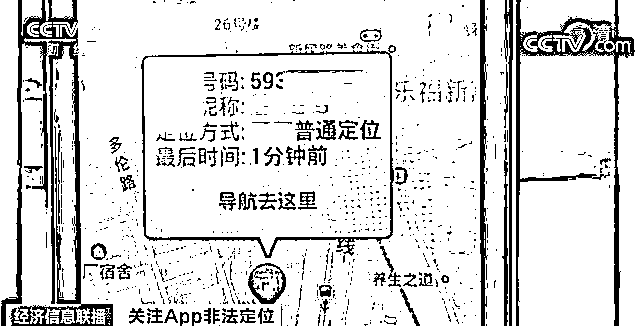 CCTV
26号楼
CCTV.com
号码: 593
昵称:
乐福新
定位方式: 普通定位
最后时间: 1分钟前
多伦路
导航去这里
线
宿舍
养生之道
经济信息联播
关注App非法定位